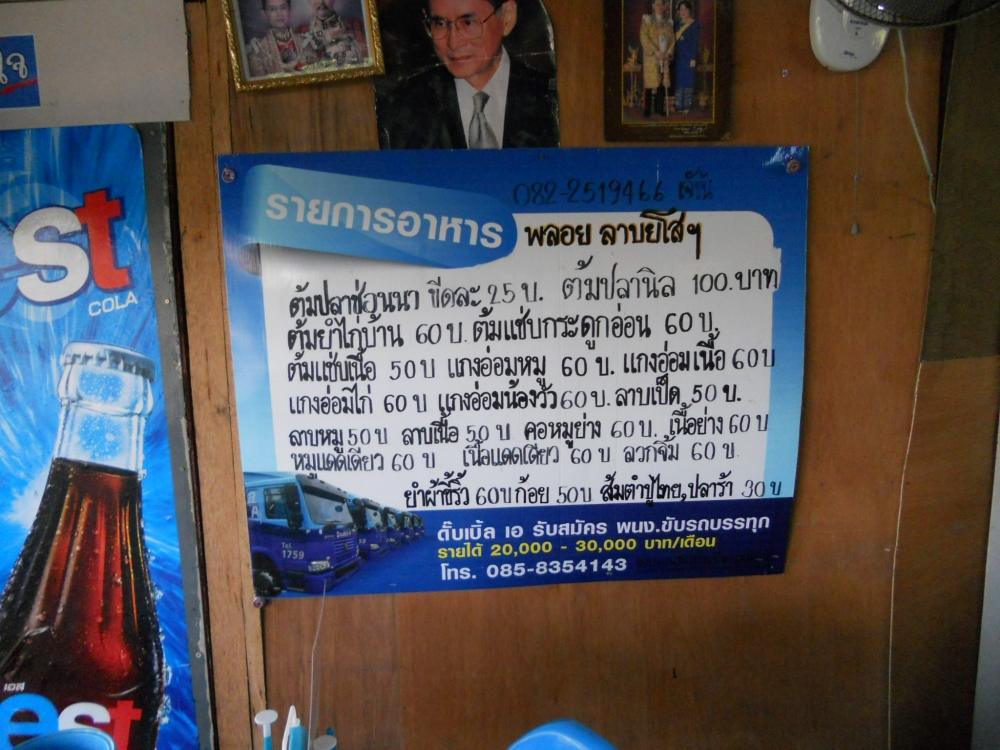 st
COLA
เอส
est
082-2519466
รายการอาหาร
พลอย ลาบยโสฯ
ต้มปลาช่อนนา ขีดละ 25 บ. ต้มปลานิล 100.บาท
ต้มยำไก่บ้าน 60 บ. ต้มแซ่บกระดูกอ่อน 60 บ.
ต้มแซ่บเนื้อ 50 บ แกงอ่อมหมู 60 บ. แกงอ่อมเนื้อ 60 บ
แกงอ่อมไก่ 60 บ แกงอ่อมน้องวัว 60 บ. ลาบเป็ด 50 บ.
ลาบหมู 50 บ ลาบเนื้อ 50 บ คอหมูย่าง 60 บ. เนื้อย่าง 60 บ
หมูแดดเดียว 60 บ เนื้อแดดเดียว 60 บ ลวกจิ้ม 60 บ.
ยำผ้าขี้ริ้ว 60 บ ก้อย 50 บ ส้มตำปูไทย,ปลาร้า 30 บ
Tel.
1759
ดั๊บเบิ้ล เอ รับสมัคร พนง.ขับรถบรรทุก
รายได้ 20,000 - 30,000 บาท/เดือน
โทร. 085-8354143